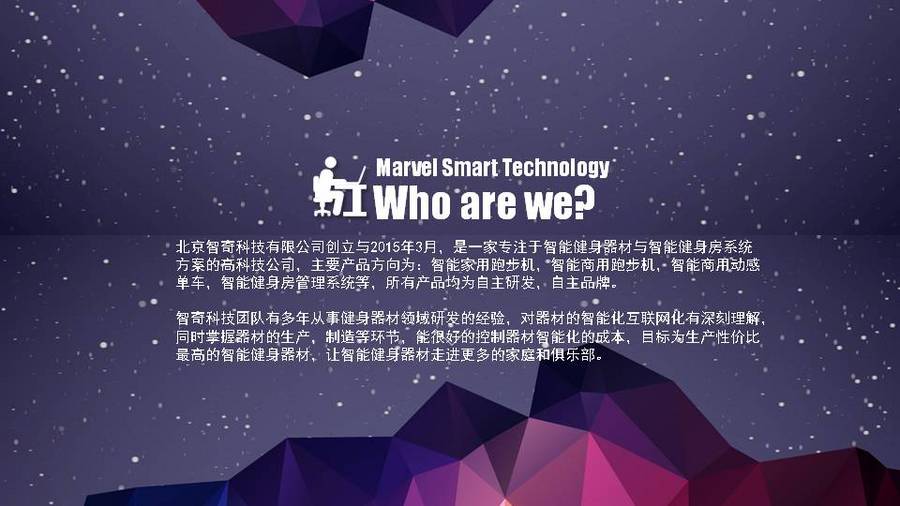 Marvel Smart Technology
Who are we?
北京智奇科技有限公司创立与2015年3月，是一家专注于智能健身器材与智能健身房系统
方案的高科技公司，主要产品方向为：智能家用跑步机，智能商用跑步机，智能商用动感
单车，智能健身房管理系统等，所有产品均为自主研发，自主品牌。
智奇科技团队有多年从事健身器材领域研发的经验，对器材的智能化互联网化有深刻理解，
同时掌握器材的生产，制造等环节，能很好的控制器材智能化的成本，目标为生产性价比
最高的智能健身器材，让智能健身器材走进更多的家庭和俱乐部。